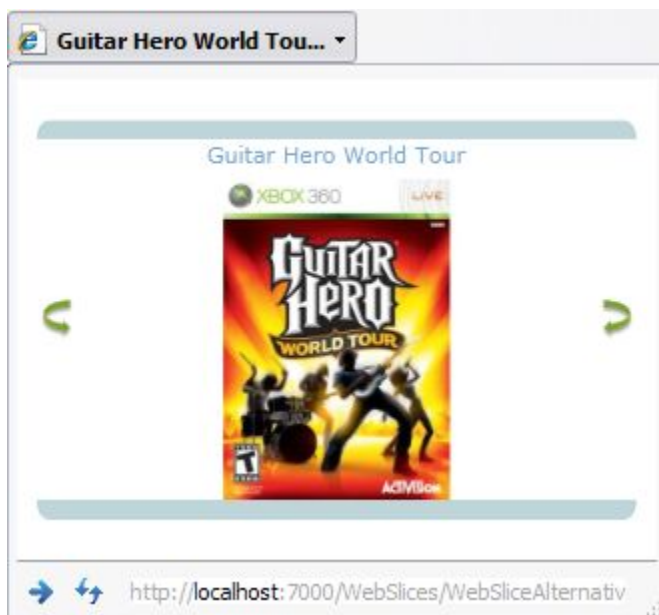 Guitar Hero World Tou...
Guitar Hero World Tour
XBOX 360 LIVE
GUITAR
HERO
WORLD TOUR
T
ACTIVISION
http://localhost:7000/WebSlices/WebSliceAlternativ